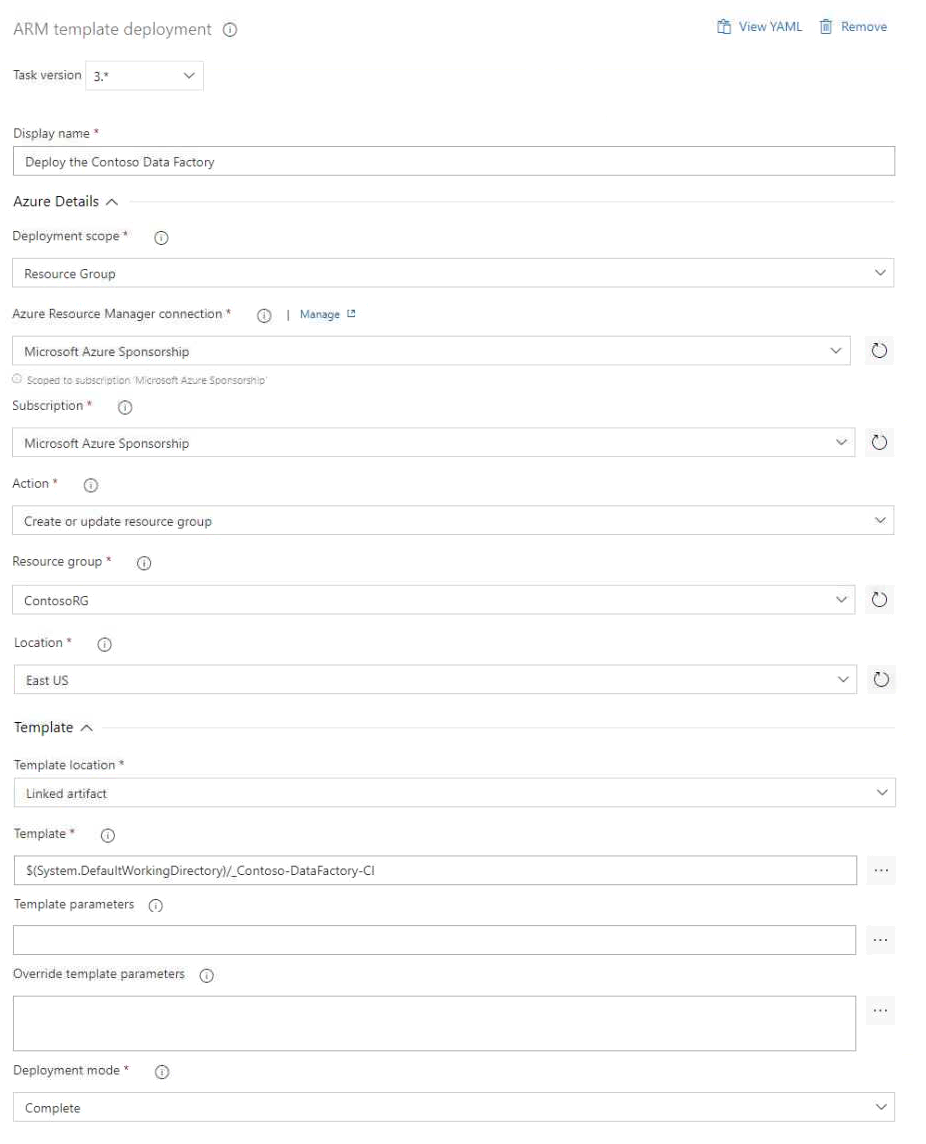 ARM template deployment
View YAML
Remove
Task version
3.*
Display name *
Deploy the Contoso Data Factory
Azure Details
Deployment scope *
Resource Group
Azure Resource Manager connection *
| Manage
Microsoft Azure Sponsorship
Scoped to subscription 'Microsoft Azure Sponsorship'
Subscription *
Microsoft Azure Sponsorship
Action *
Create or update resource group
Resource group *
ContosoRG
Location *
East US
Template
Template location *
Linked artifact
Template *
$(System.DefaultWorkingDirectory)/_Contoso-DataFactory-CI
...
Template parameters
...
Override template parameters
...
Deployment mode *
Complete